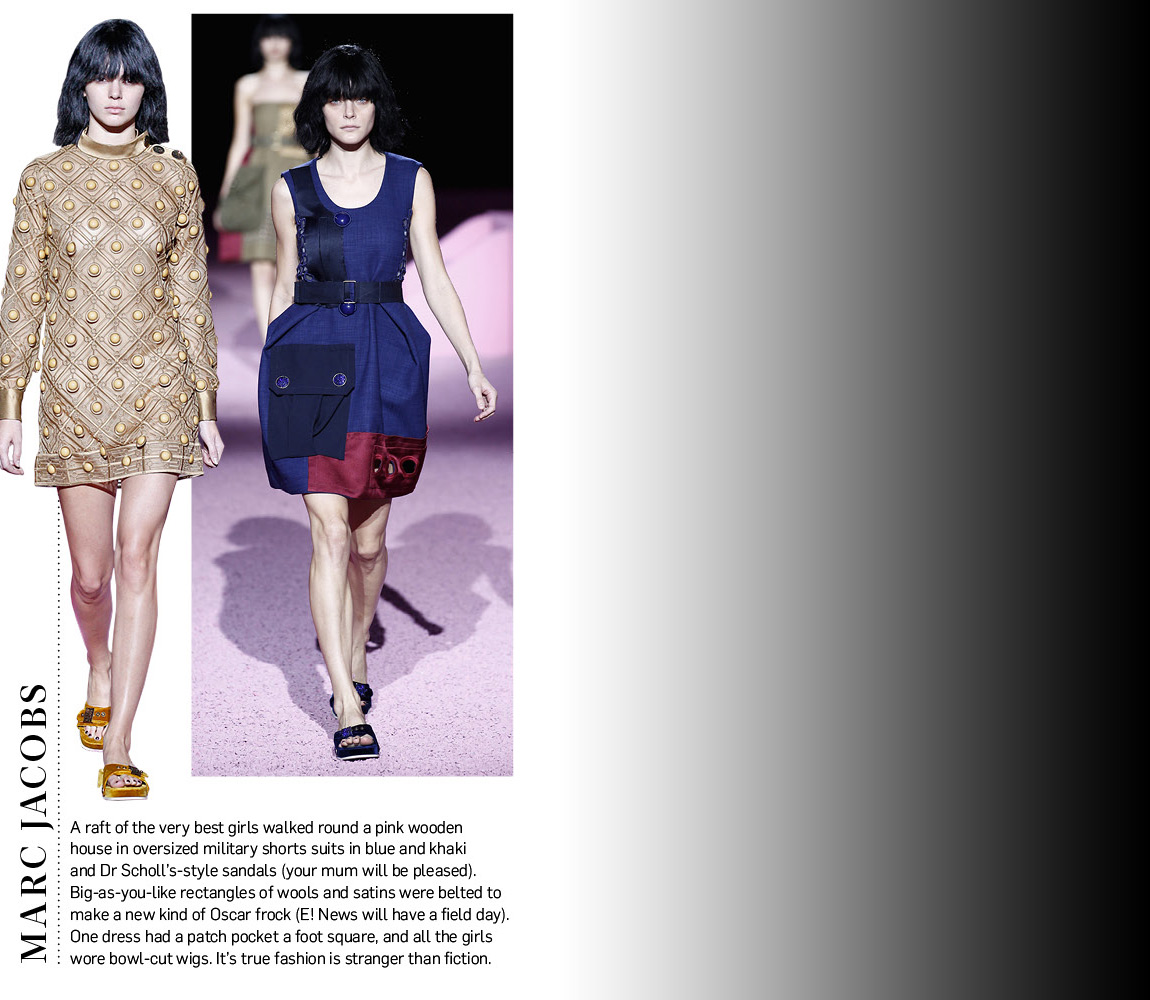 MARC JACOBS
A raft of the very best girls walked round a pink wooden
house in oversized military shorts suits in blue and khaki
and Dr Scholl's-style sandals (your mum will be pleased).
Big-as-you-like rectangles of wools and satins were belted to
make a new kind of Oscar frock (E! News will have a field day).
One dress had a patch pocket a foot square, and all the girls
wore bowl-cut wigs. It's true fashion is stranger than fiction.